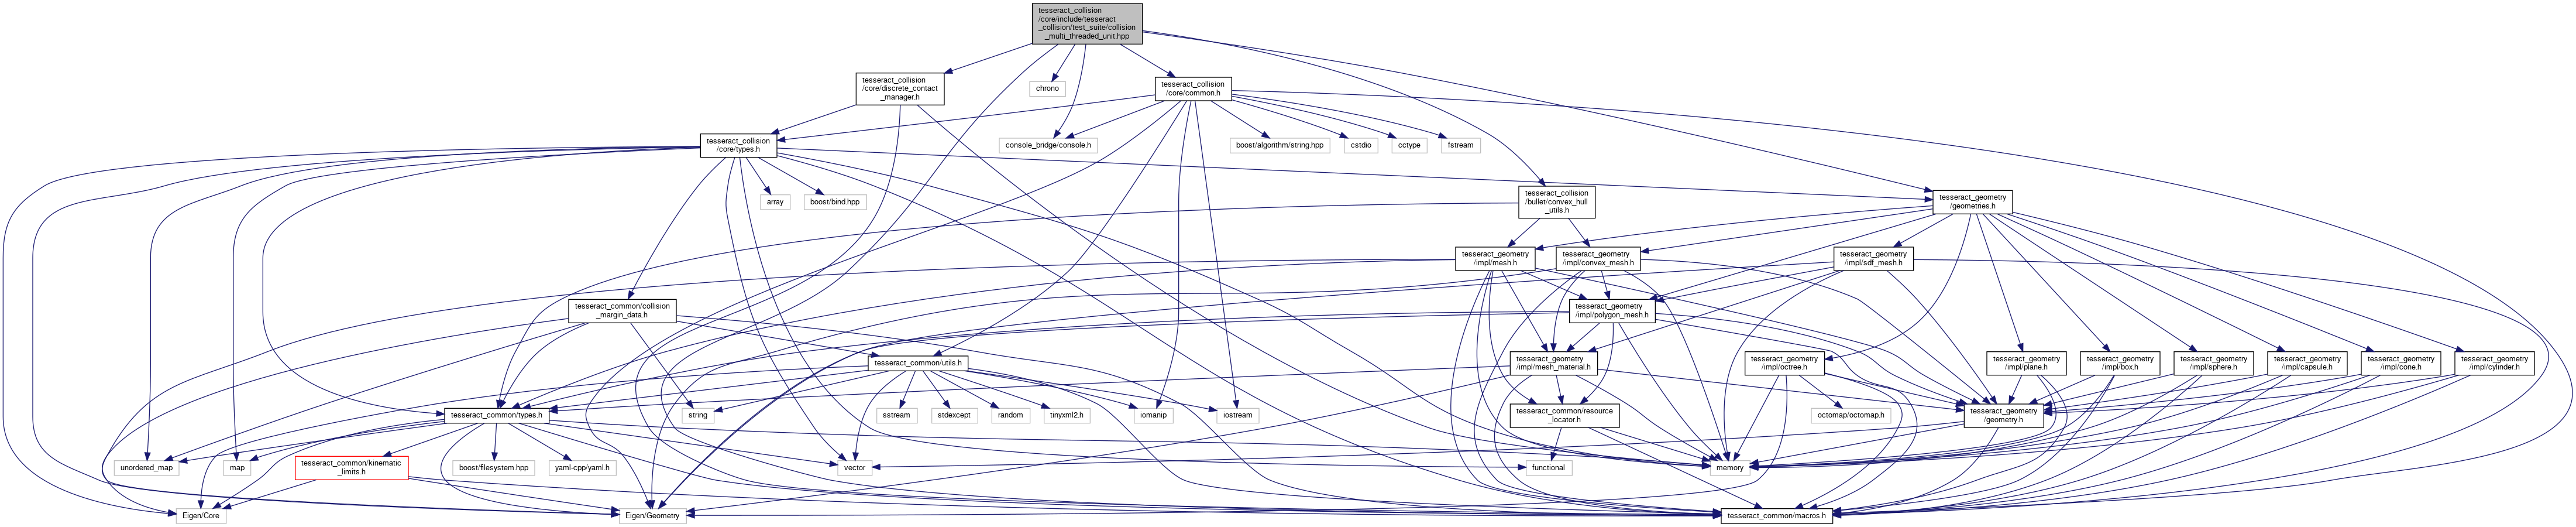 tesseract_collision
/core/include/tesseract
_collision/test_suite/collision
_multi_threaded_unit.hpp
tesseract_collision
/core/discrete_contact
_manager.h
chrono
tesseract_collision
/core/common.h
tesseract_collision
/core/types.h
console_bridge/console.h
boost/algorithm/string.hpp
cstdio
cctype
fstream
array
boost/bind.hpp
tesseract_collision
/bullet/convex_hull
_utils.h
tesseract_geometry
/geometries.h
tesseract_geometry
/impl/mesh.h
tesseract_geometry
/impl/convex_mesh.h
tesseract_geometry
/impl/sdf_mesh.h
tesseract_common/collision
_margin_data.h
tesseract_geometry
/impl/polygon_mesh.h
tesseract_common/utils.h
tesseract_geometry
/impl/mesh_material.h
tesseract_geometry
/impl/octree.h
tesseract_geometry
/impl/plane.h
tesseract_geometry
/impl/box.h
tesseract_geometry
/impl/sphere.h
tesseract_geometry
/impl/capsule.h
tesseract_geometry
/impl/cone.h
tesseract_geometry
/impl/cylinder.h
tesseract_common/types.h
string
sstream
stdexcept
random
tinyxml2.h
iomanip
iostream
tesseract_common/resource
_locator.h
octomap/octomap.h
tesseract_geometry
/geometry.h
unordered_map
map
tesseract_common/kinematic
_limits.h
boost/filesystem.hpp
yaml-cpp/yaml.h
vector
functional
memory
Eigen/Core
Eigen/Geometry
tesseract_common/macros.h